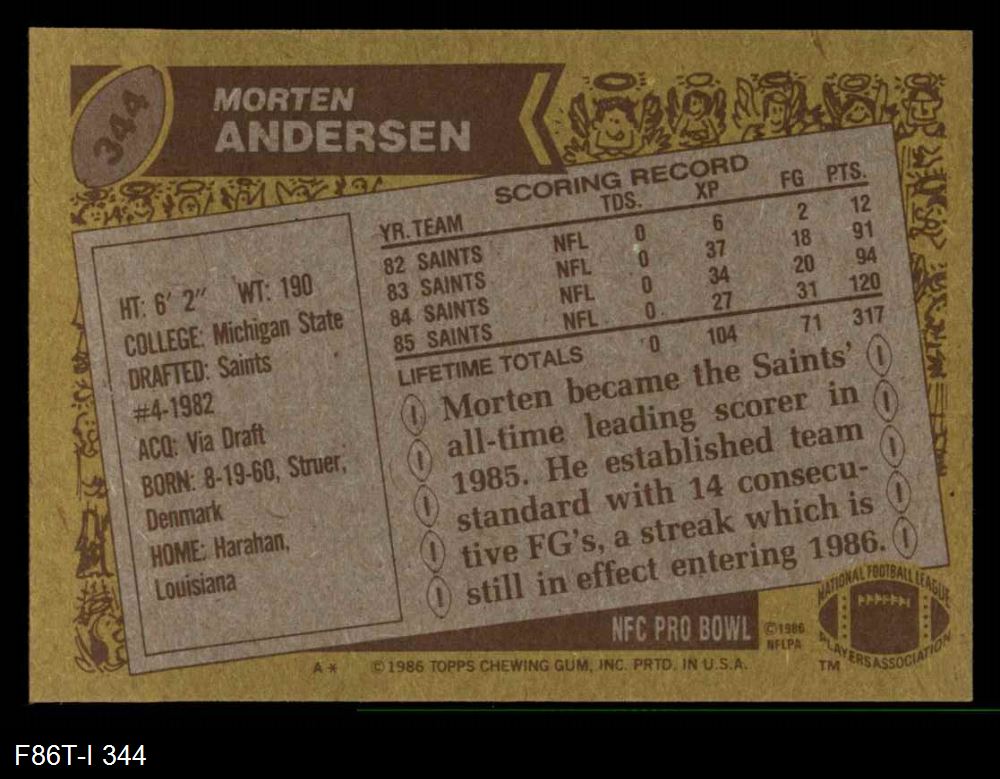 344
MORTEN
ANDERSEN
SCORING RECORD
YR. TEAM TDS. XP FG PTS.
82 SAINTS NFL 0 6 2 12
83 SAINTS NFL 0 37 18 91
84 SAINTS NFL 0 34 20 94
85 SAINTS NFL 0 27 31 120
LIFETIME TOTALS 0 104 71 317
HT: 6' 2" WT: 190
COLLEGE: Michigan State
DRAFTED: Saints
#4-1982
ACQ: Via Draft
BORN: 8-19-60, Struer,
Denmark
HOME: Harahan,
Louisiana
Morten became the Saints'
all-time leading scorer in
1985. He established team
standard with 14 consecu-
tive FG's, a streak which is
still in effect entering 1986.
NFC PRO BOWL
©1986
NFLPA
NATIONAL FOOTBALL LEAGUE
PLAYERS ASSOCIATION
TM
A* ©1986 TOPPS CHEWING GUM, INC. PRTD. IN U.S.A.
F86T-I 344